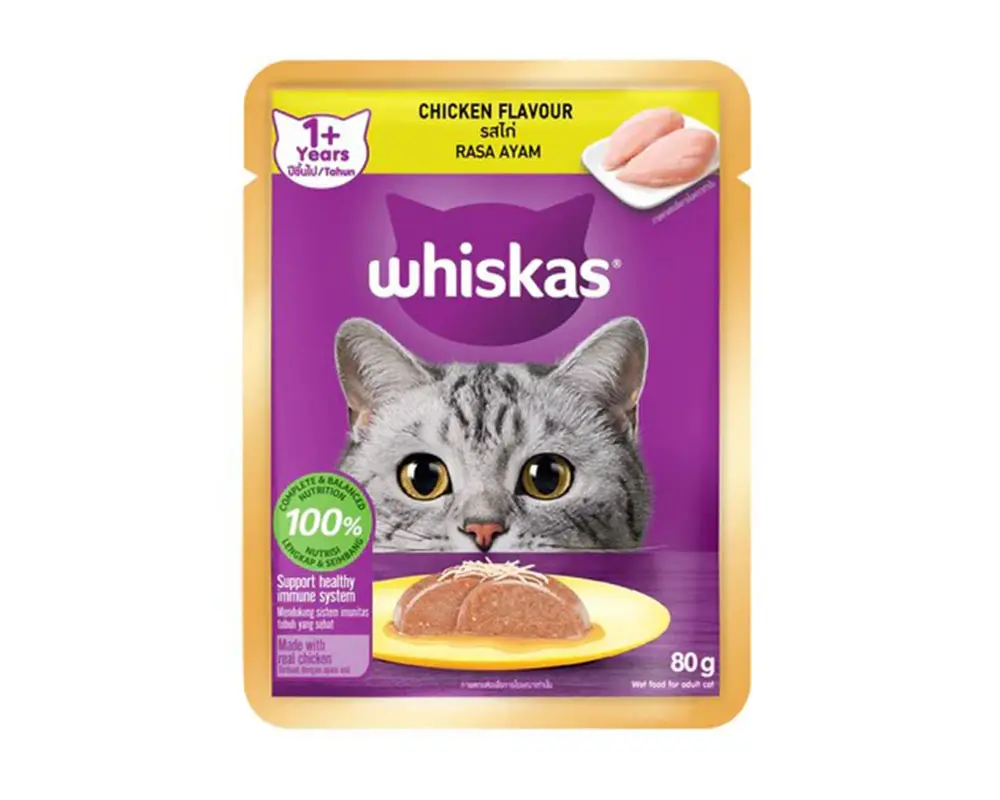 CHICKEN FLAVOUR
รสไก่
RASA AYAM
1+
Years
ปีขึ้นไป/Tahun
whiskas®
COMPLETE & BALANCED
NUTRITION
100%
NUTRISI
LENGKAP & SEIMBANG
Support healthy
immune system
Mendukung sistem imunitas
tubuh yang sehat
Made with
real chicken
80g
Wet food for adult cat